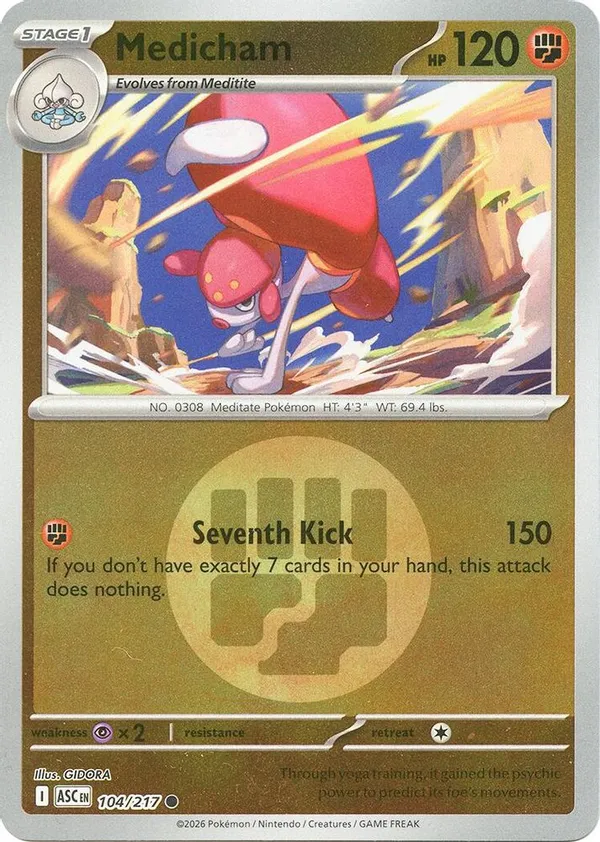 STAGE 1
Medicham
HP 120
Evolves from Meditite
NO. 0308 Meditate Pokémon HT: 4'3" WT: 69.4 lbs.
Seventh Kick 150
If you don't have exactly 7 cards in your hand, this attack
does nothing.
weakness ×2 resistance retreat
Illus. GIDORA
Through yoga training, it gained the psychic
power to predict its foe's movements.
I ASC EN 104/217
©2026 Pokémon / Nintendo / Creatures / GAME FREAK